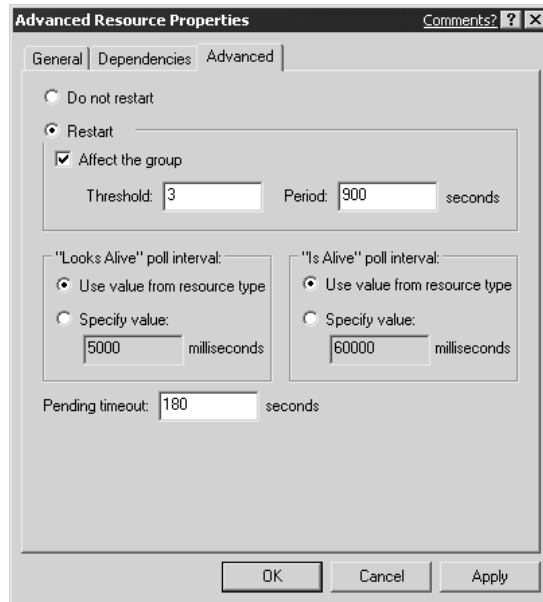 Advanced Resource Properties Comments? ? X
General Dependencies Advanced
Do not restart
Restart
Affect the group
Threshold: 3 Period: 900 seconds
"Looks Alive" poll interval: "Is Alive" poll interval:
Use value from resource type Use value from resource type
Specify value: Specify value:
5000 milliseconds 60000 milliseconds
Pending timeout: 180 seconds
OK Cancel Apply